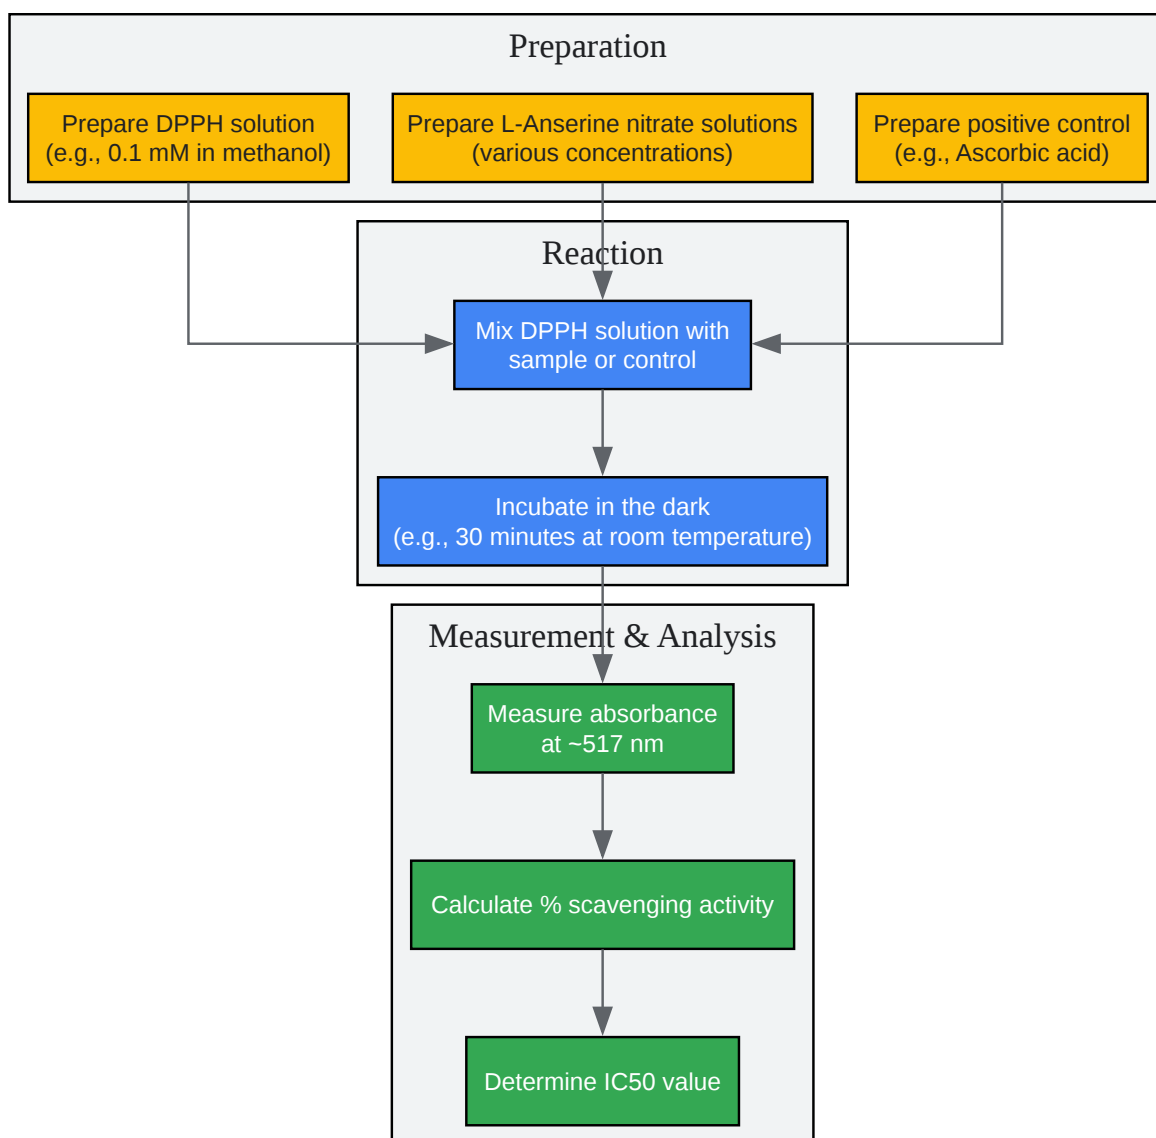 Preparation
Prepare DPPH solution
(e.g., 0.1 mM in methanol)
Prepare L-Anserine nitrate solutions
(various concentrations)
Prepare positive control
(e.g., Ascorbic acid)
Reaction
Mix DPPH solution with
sample or control
Incubate in the dark
(e.g., 30 minutes at room temperature)
Measurement & Analysis
Measure absorbance
at ~517 nm
Calculate % scavenging activity
Determine IC50 value